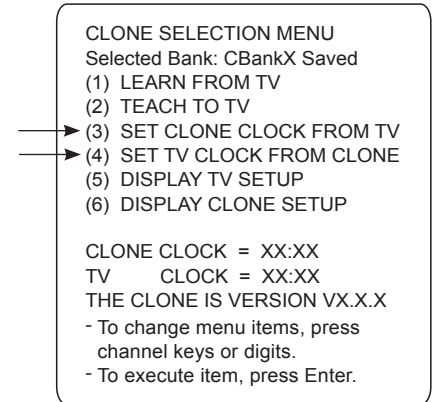 CLONE SELECTION MENU
Selected Bank: CBankX Saved
(1) LEARN FROM TV
(2) TEACH TO TV
(3) SET CLONE CLOCK FROM TV
(4) SET TV CLOCK FROM CLONE
(5) DISPLAY TV SETUP
(6) DISPLAY CLONE SETUP
CLONE CLOCK = XX:XX
TV CLOCK = XX:XX
THE CLONE IS VERSION VX.X.X
- To change menu items, press
channel keys or digits.
- To execute item, press Enter.